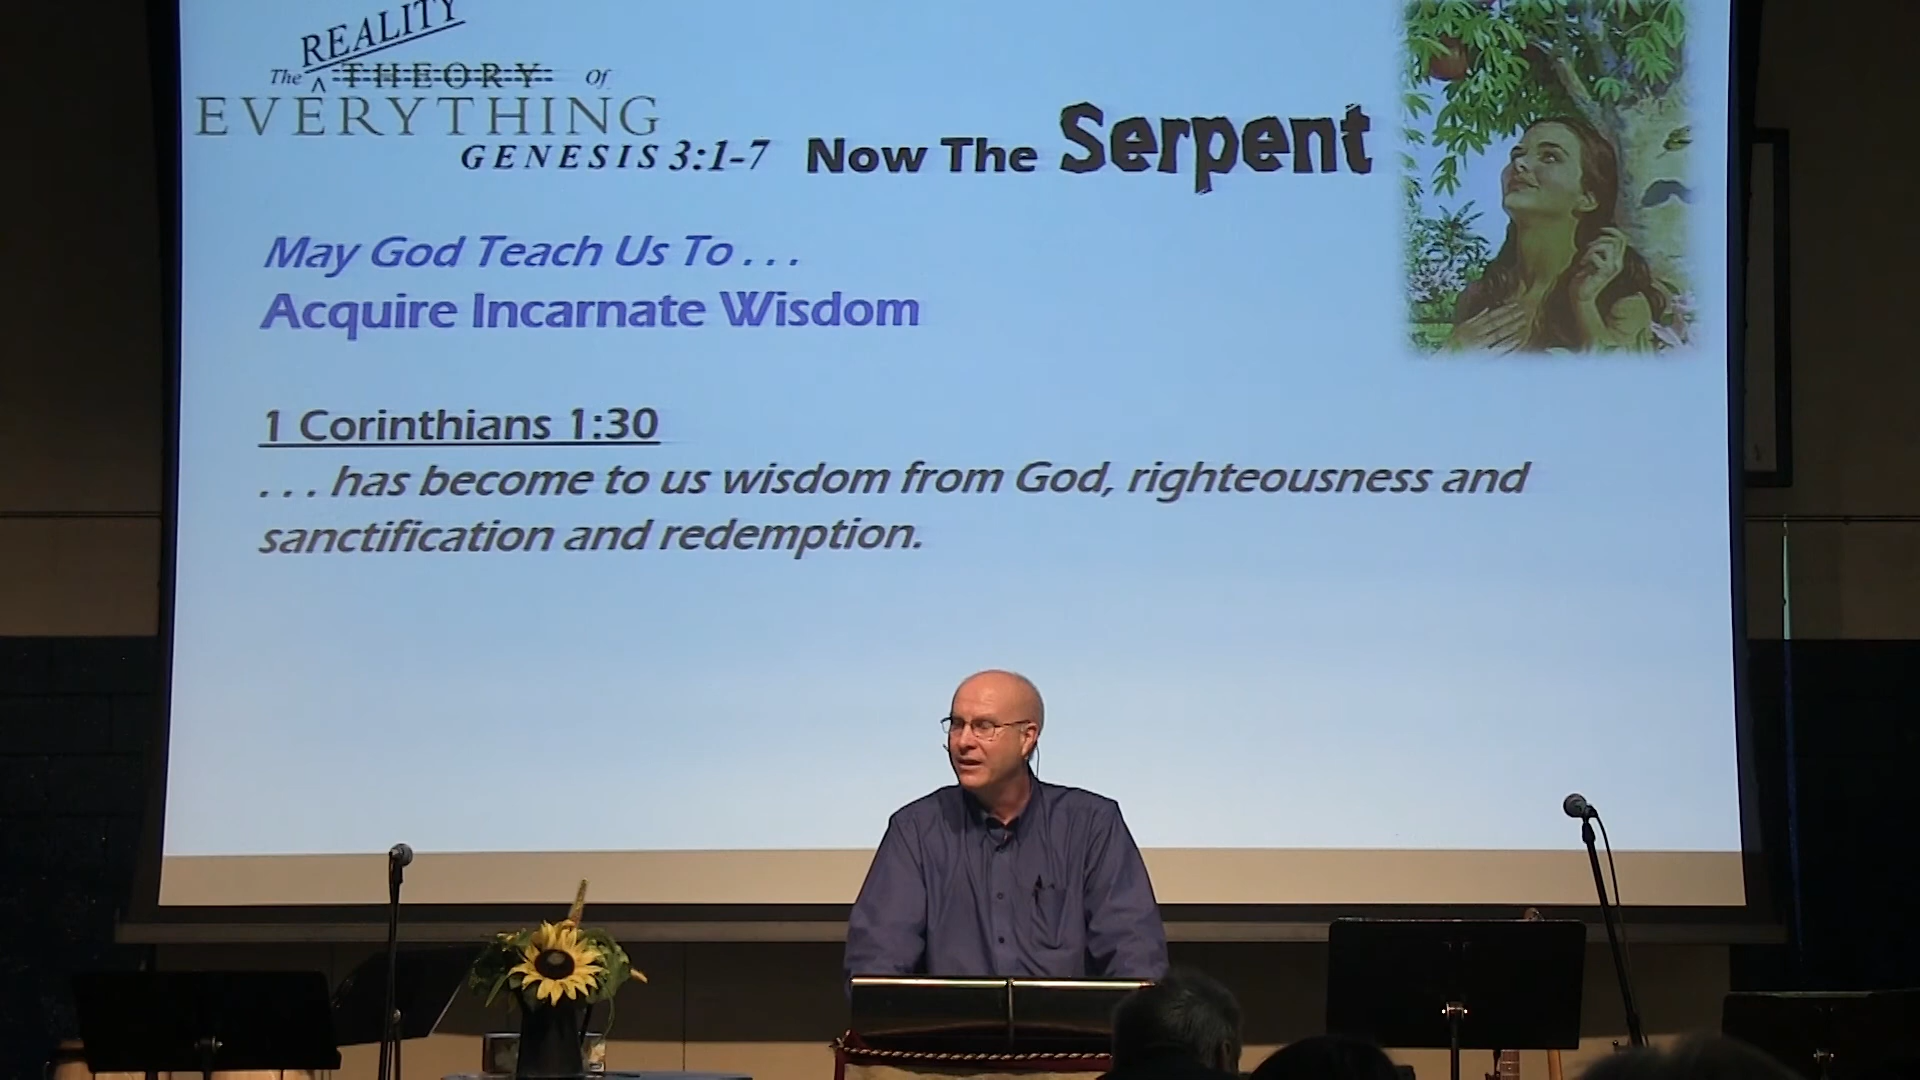 REALITY
The ^ THEORY Of
EVERYTHING
GENESIS 3:1-7 Now The Serpent
May God Teach Us To . . .
Acquire Incarnate Wisdom
1 Corinthians 1:30
. . . has become to us wisdom from God, righteousness and
sanctification and redemption.